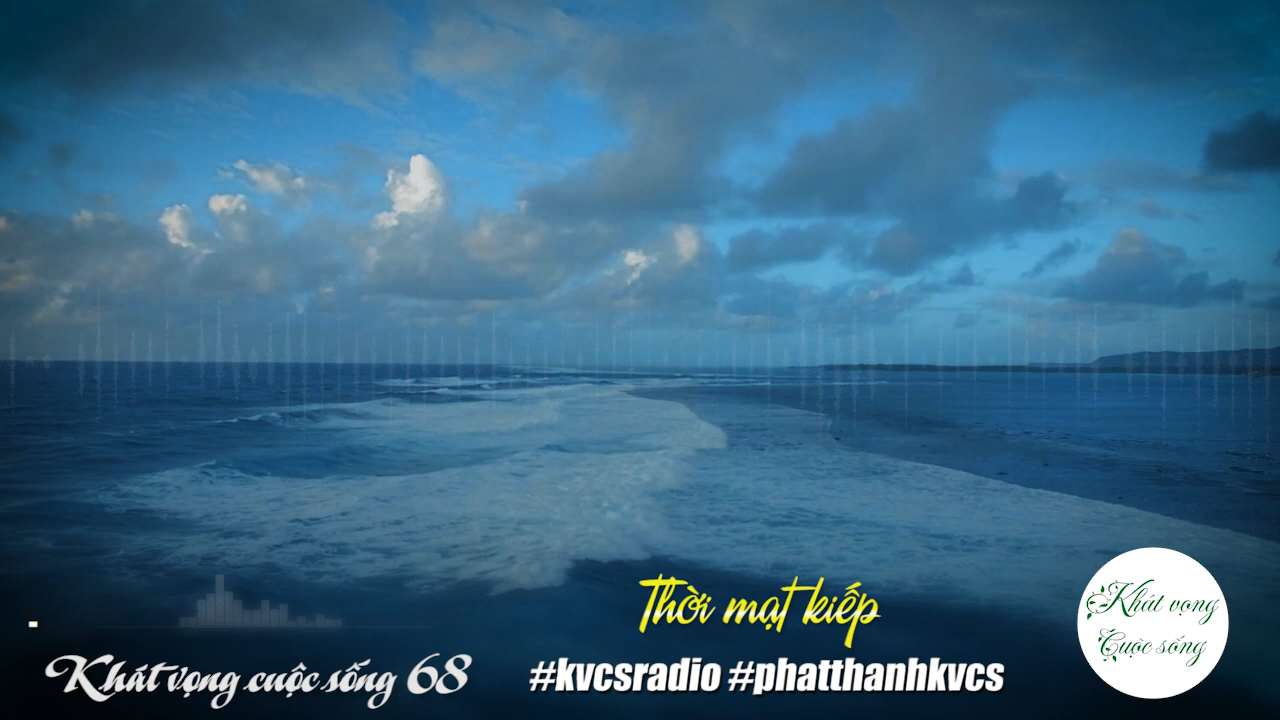 Thời mạt kiếp
Khát vọng cuộc sống 68
#kvcsradio #phatthanhkvcs
Khát vọng
Cuộc sống